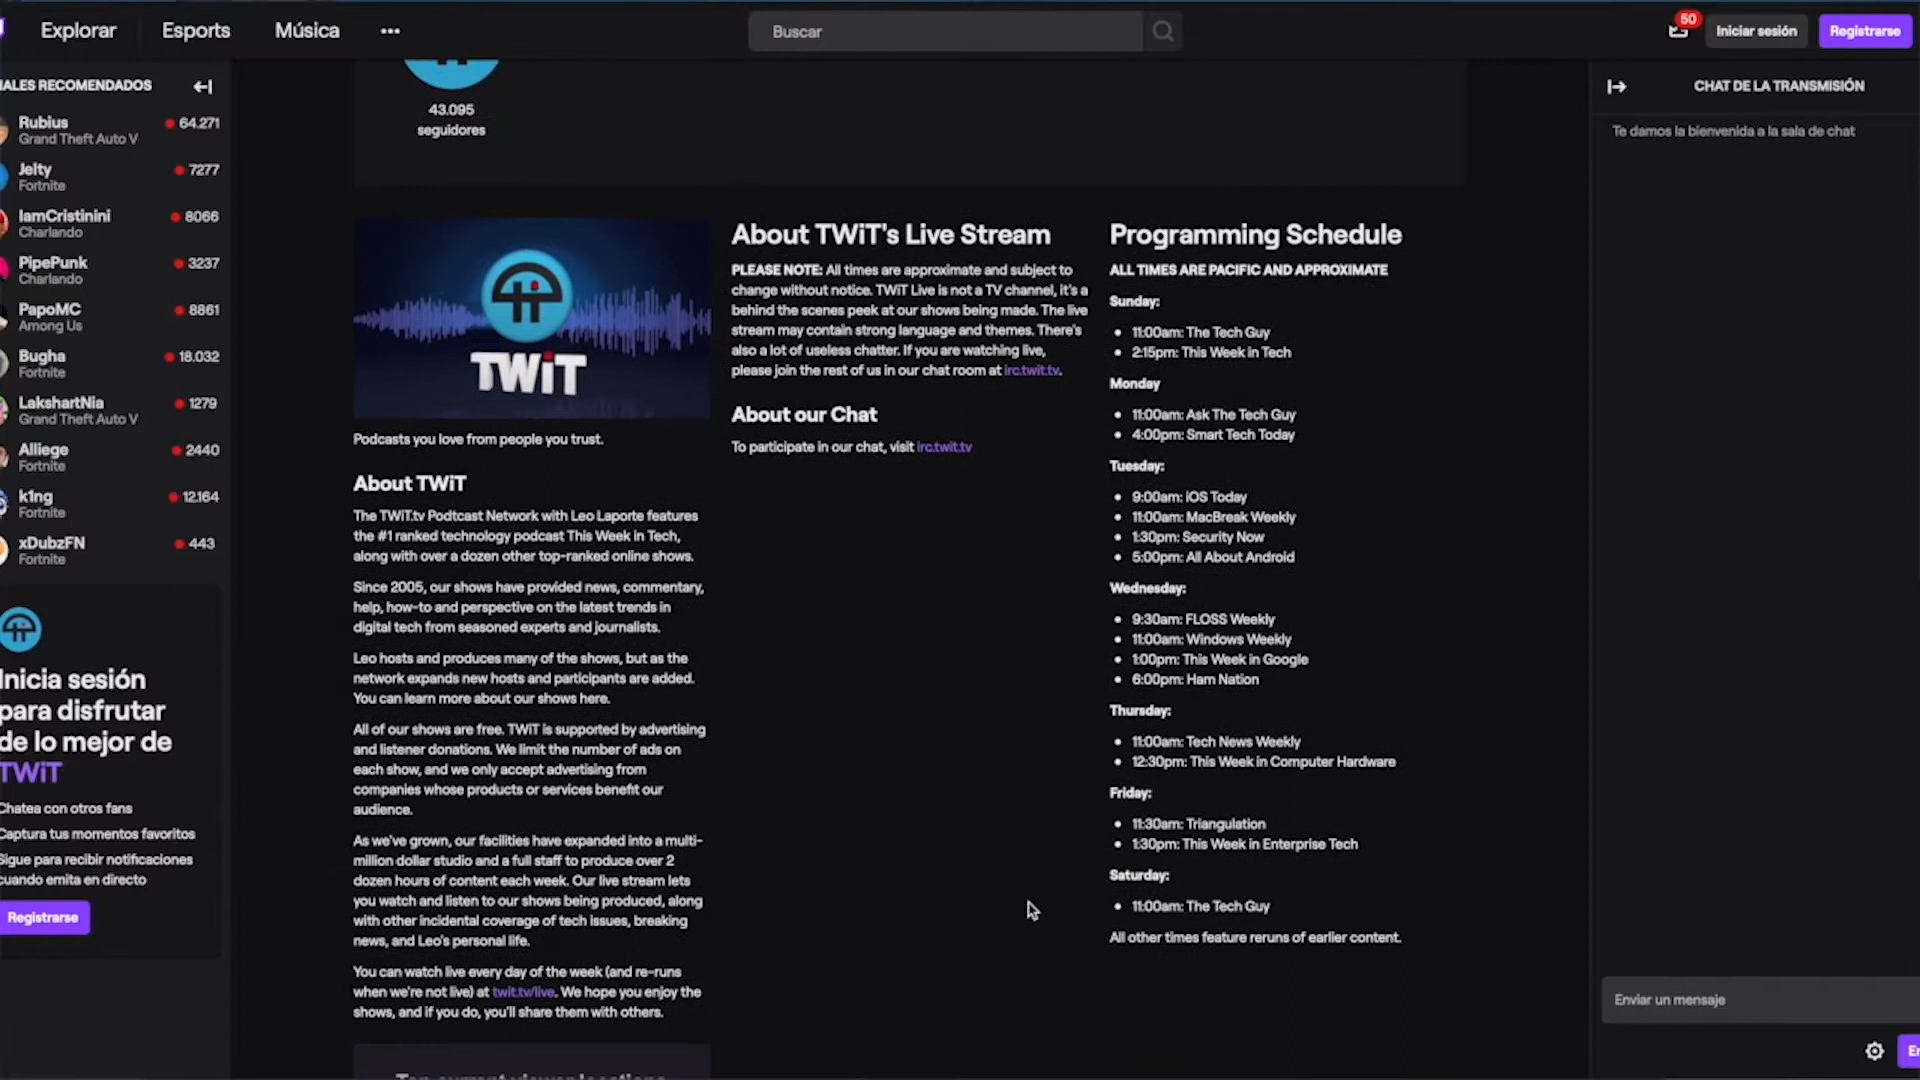 Explorar
Esports
Música
Buscar
50
Iniciar sesión
Registrarse
ALES RECOMENDADOS
Rubius
64.271
Grand Theft Auto V
Jelty
7277
Fortnite
IamCristinini
8066
Charlando
PipePunk
3237
Charlando
PapoMC
8861
Among Us
Bugha
18.032
Fortnite
LakshartNia
1279
Grand Theft Auto V
Alliege
2440
Fortnite
k1ng
12.164
Fortnite
xDubzFN
443
Fortnite
Inicia sesión
para disfrutar
de lo mejor de
TWiT
Chatea con otros fans
Captura tus momentos favoritos
Sigue para recibir notificaciones
cuando emita en directo
Registrarse
43.095
seguidores
TWiT
Podcasts you love from people you trust.
About TWiT
The TWiT.tv Podtcast Network with Leo Laporte features
the #1 ranked technology podcast This Week in Tech,
along with over a dozen other top-ranked online shows.
Since 2005, our shows have provided news, commentary,
help, how-to and perspective on the latest trends in
digital tech from seasoned experts and journalists.
Leo hosts and produces many of the shows, but as the
network expands new hosts and participants are added.
You can learn more about our shows here.
All of our shows are free. TWiT is supported by advertising
and listener donations. We limit the number of ads on
each show, and we only accept advertising from
companies whose products or services benefit our
audience.
As we've grown, our facilities have expanded into a multi-
million dollar studio and a full staff to produce over 2
dozen hours of content each week. Our live stream lets
you watch and listen to our shows being produced, along
with other incidental coverage of tech issues, breaking
news, and Leo's personal life.
You can watch live every day of the week (and re-runs
when we're not live) at twit.tv/live. We hope you enjoy the
shows, and if you do, you'll share them with others.
About TWiT's Live Stream
PLEASE NOTE: All times are approximate and subject to
change without notice. TWiT Live is not a TV channel, it's a
behind the scenes peek at our shows being made. The live
stream may contain strong language and themes. There's
also a lot of useless chatter. If you are watching live,
please join the rest of us in our chat room at irc.twit.tv.
About our Chat
To participate in our chat, visit irc.twit.tv
Programming Schedule
ALL TIMES ARE PACIFIC AND APPROXIMATE
Sunday:
11:00am: The Tech Guy
2:15pm: This Week in Tech
Monday
11:00am: Ask The Tech Guy
4:00pm: Smart Tech Today
Tuesday:
9:00am: iOS Today
11:00am: MacBreak Weekly
1:30pm: Security Now
5:00pm: All About Android
Wednesday:
9:30am: FLOSS Weekly
11:00am: Windows Weekly
1:00pm: This Week in Google
6:00pm: Ham Nation
Thursday:
11:00am: Tech News Weekly
12:30pm: This Week in Computer Hardware
Friday:
11:30am: Triangulation
1:30pm: This Week in Enterprise Tech
Saturday:
11:00am: The Tech Guy
All other times feature reruns of earlier content.
CHAT DE LA TRANSMISIÓN
Te damos la bienvenida a la sala de chat
Enviar un mensaje